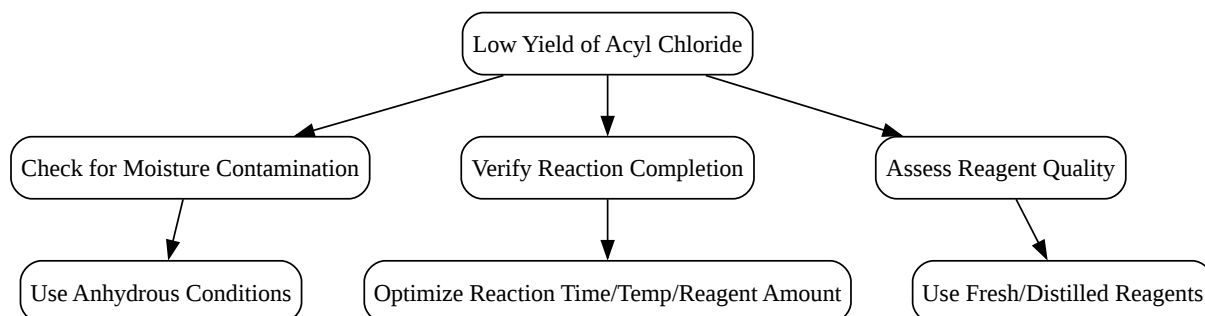 Low Yield of Acyl Chloride
Check for Moisture Contamination
Verify Reaction Completion
Assess Reagent Quality
Use Anhydrous Conditions
Optimize Reaction Time/Temp/Reagent Amount
Use Fresh/Distilled Reagents